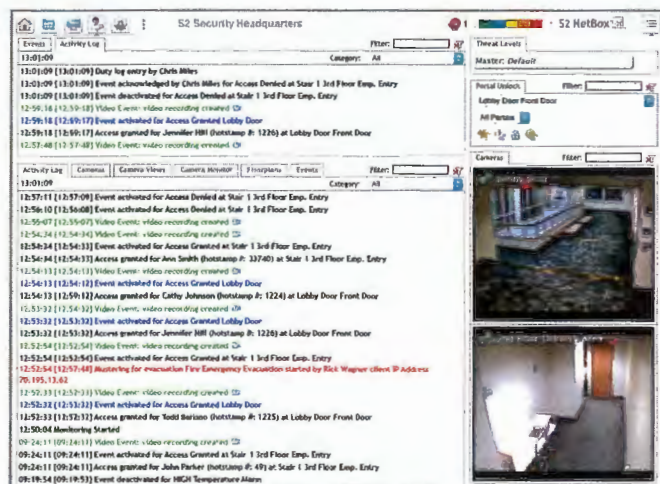 S2 Security Headquarters
1
S2 NetBox
Events Activity Log Filter:
13:01:09 Category: All
13:01:09 [13:01:09] Duty log entry by Chris Miles
13:01:09 [13:01:09] Event acknowledged by Chris Miles for Access Denied at Stair 1 3rd Floor Emp. Entry
13:01:09 [13:01:09] Event deactivated for Access Denied at Stair 1 3rd Floor Emp. Entry
12:59:18 [12:59:18] Video Event: video recording created
12:59:18 [12:59:17] Event activated for Access Granted Lobby Door
12:59:18 [12:59:17] Access granted for Jennifer Hill (hotstamp #: 1226) at Lobby Door Front Door
12:57:48 [12:57:48] Video Event: video recording created
Activity Log Cameras Camera Views Camera Monitor Floorplans Events Filter:
13:01:09 Category: All
12:57:11 [12:57:09] Event activated for Access Denied at Stair 1 3rd Floor Emp. Entry
12:56:10 [12:56:08] Event activated for Access Denied at Stair 1 3rd Floor Emp. Entry
12:55:07 [12:55:07] Video Event: video recording created
12:54:34 [12:54:34] Video Event: video recording created
12:54:34 [12:54:33] Event activated for Access Granted at Stair 1 3rd Floor Emp. Entry
12:54:34 [12:54:33] Access granted for Ann Smith (hotstamp #: 33740) at Stair 1 3rd Floor Emp. Entry
12:54:13 [12:54:13] Video Event: video recording created
12:54:13 [12:54:12] Event activated for Access Granted Lobby Door
12:54:13 [12:59:12] Access granted for Cathy Johnson (hotstamp #: 1224) at Lobby Door Front Door
12:53:32 [12:53:32] Video Event: video recording created
12:53:32 [12:53:32] Event activated for Access Granted Lobby Door
12:53:32 [12:53:32] Access granted for Jennifer Hill (hotstamp #: 1226) at Lobby Door Front Door
12:52:54 [12:52:54] Video Event: video recording created
12:52:54 [12:52:54] Event activated for Access Granted at Stair 1 3rd Floor Emp. Entry
12:52:54 [12:57:48] Mustering for evacuation Fire Emergency Evacuation started by Rick Wagner client IP Address
70.195.13.62
12:52:33 [12:52:33] Video Event: video recording created
12:52:32 [12:52:32] Event activated for Access Granted Lobby Door
12:52:33 [12:52:32] Access granted for Todd (hotstamp #: 1225) at Lobby Door Front Door
12:50:04 Monitoring Started
09:24:11 [09:24:11] Video Event: video recording created
09:24:11 [09:24:11] Event activated for Access Granted at Stair 1 3rd Floor Emp. Entry
09:24:11 [09:24:11] Access granted for John Parker (hotstamp #: 49) at Stair 1 3rd Floor Emp. Entry
09:19:54 [09:19:53] Event deactivated for HIGH Temperature Alarm
Threat Levels
Master: Default
Portal Unlock Filter:
Lobby Door Front Door
All Portals
Cameras Filter: